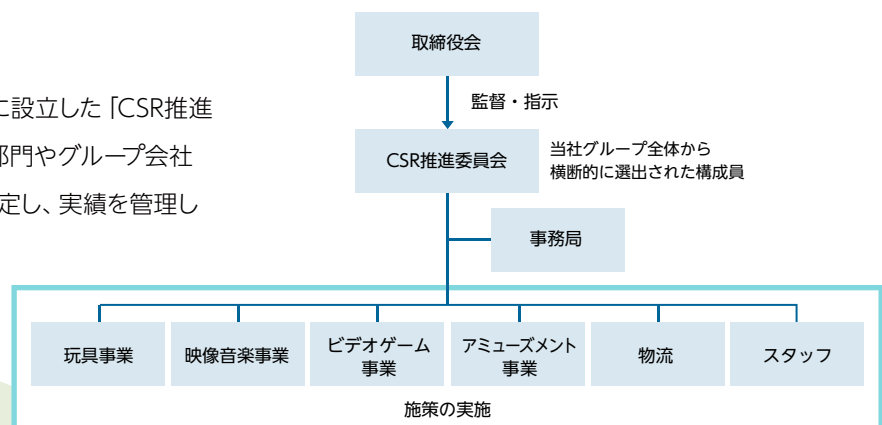 取締役会
監督・指示
に設立した「CSR推進
部門やグループ会社
定し、実績を管理し
CSR推進委員会
当社グループ全体から
横断的に選出された構成員
事務局
玩具事業
映像音楽事業
ビデオゲーム
事業
アミューズメント
事業
物流
スタッフ
施策の実施